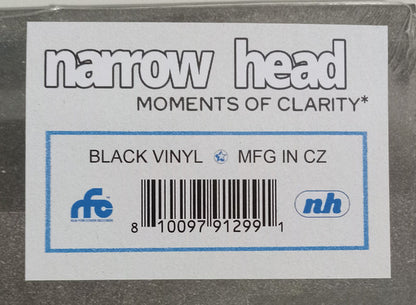 narrow head
MOMENTS OF CLARITY*
BLACK VINYL MFG IN CZ
rfc
nh
8 10097 91299 1